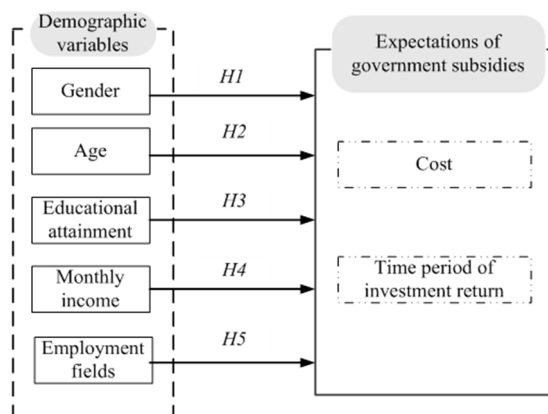 Demographic
variables
Expectations of
government subsidies
Gender
H1
Age
H2
Cost
Educational
attainment
H3
Monthly
income
H4
Time period of
investment return
Employment
fields
H5